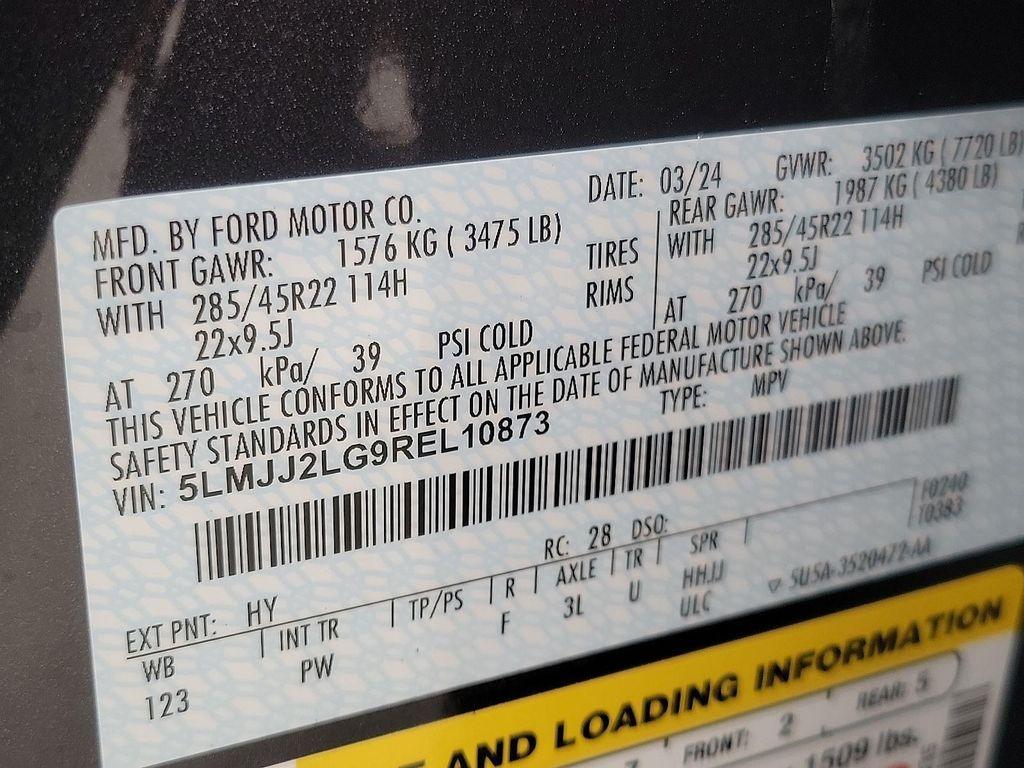 MFD. BY FORD MOTOR CO. DATE: 03/24 GVWR: 3502 KG ( 7720 LB)
FRONT GAWR: 1576 KG ( 3475 LB) REAR GAWR: 1987 KG ( 4380 LB)
WITH 285/45R22 114H TIRES WITH 285/45R22 114H
22x9.5J RIMS 22x9.5J
AT 270 kPa/ 39 PSI COLD AT 270 kPa/ 39 PSI COLD
THIS VEHICLE CONFORMS TO ALL APPLICABLE FEDERAL MOTOR VEHICLE
SAFETY STANDARDS IN EFFECT ON THE DATE OF MANUFACTURE SHOWN ABOVE.
VIN: 5LMJJ2LG9REL10873 TYPE: MPV
F0240
10383
EXT PNT: HY RC: 28 DSO:
WB INT TR TP/PS R AXLE TR SPR
123 PW F 3L U HHJJ
ULC
5U5A-3520472-AA
AND LOADING INFORMATION
FRONT: 2 REAR: 5
1509 lbs.